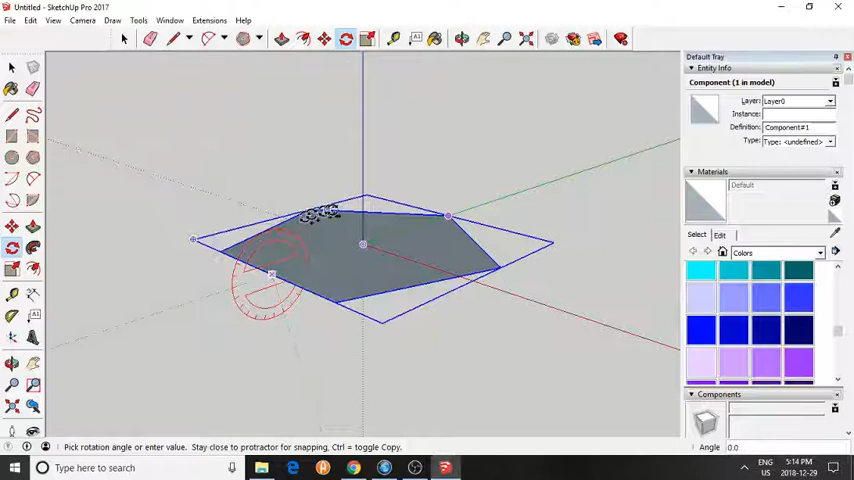 Untitled - SketchUp Pro 2017
File Edit View Camera Draw Tools Window Extensions Help
Default Tray
Entity Info
Component (1 in model)
Layer: Layer0
Instance:
Definition: Component#1
Type: Type: <undefined>
Materials
Default
Select Edit
Colors
Components
Pick rotation angle or enter value. Stay close to protractor for snapping, Ctrl = toggle Copy.
Angle 0.0
Type here to search
ENG 5:14 PM
US 2018-12-29